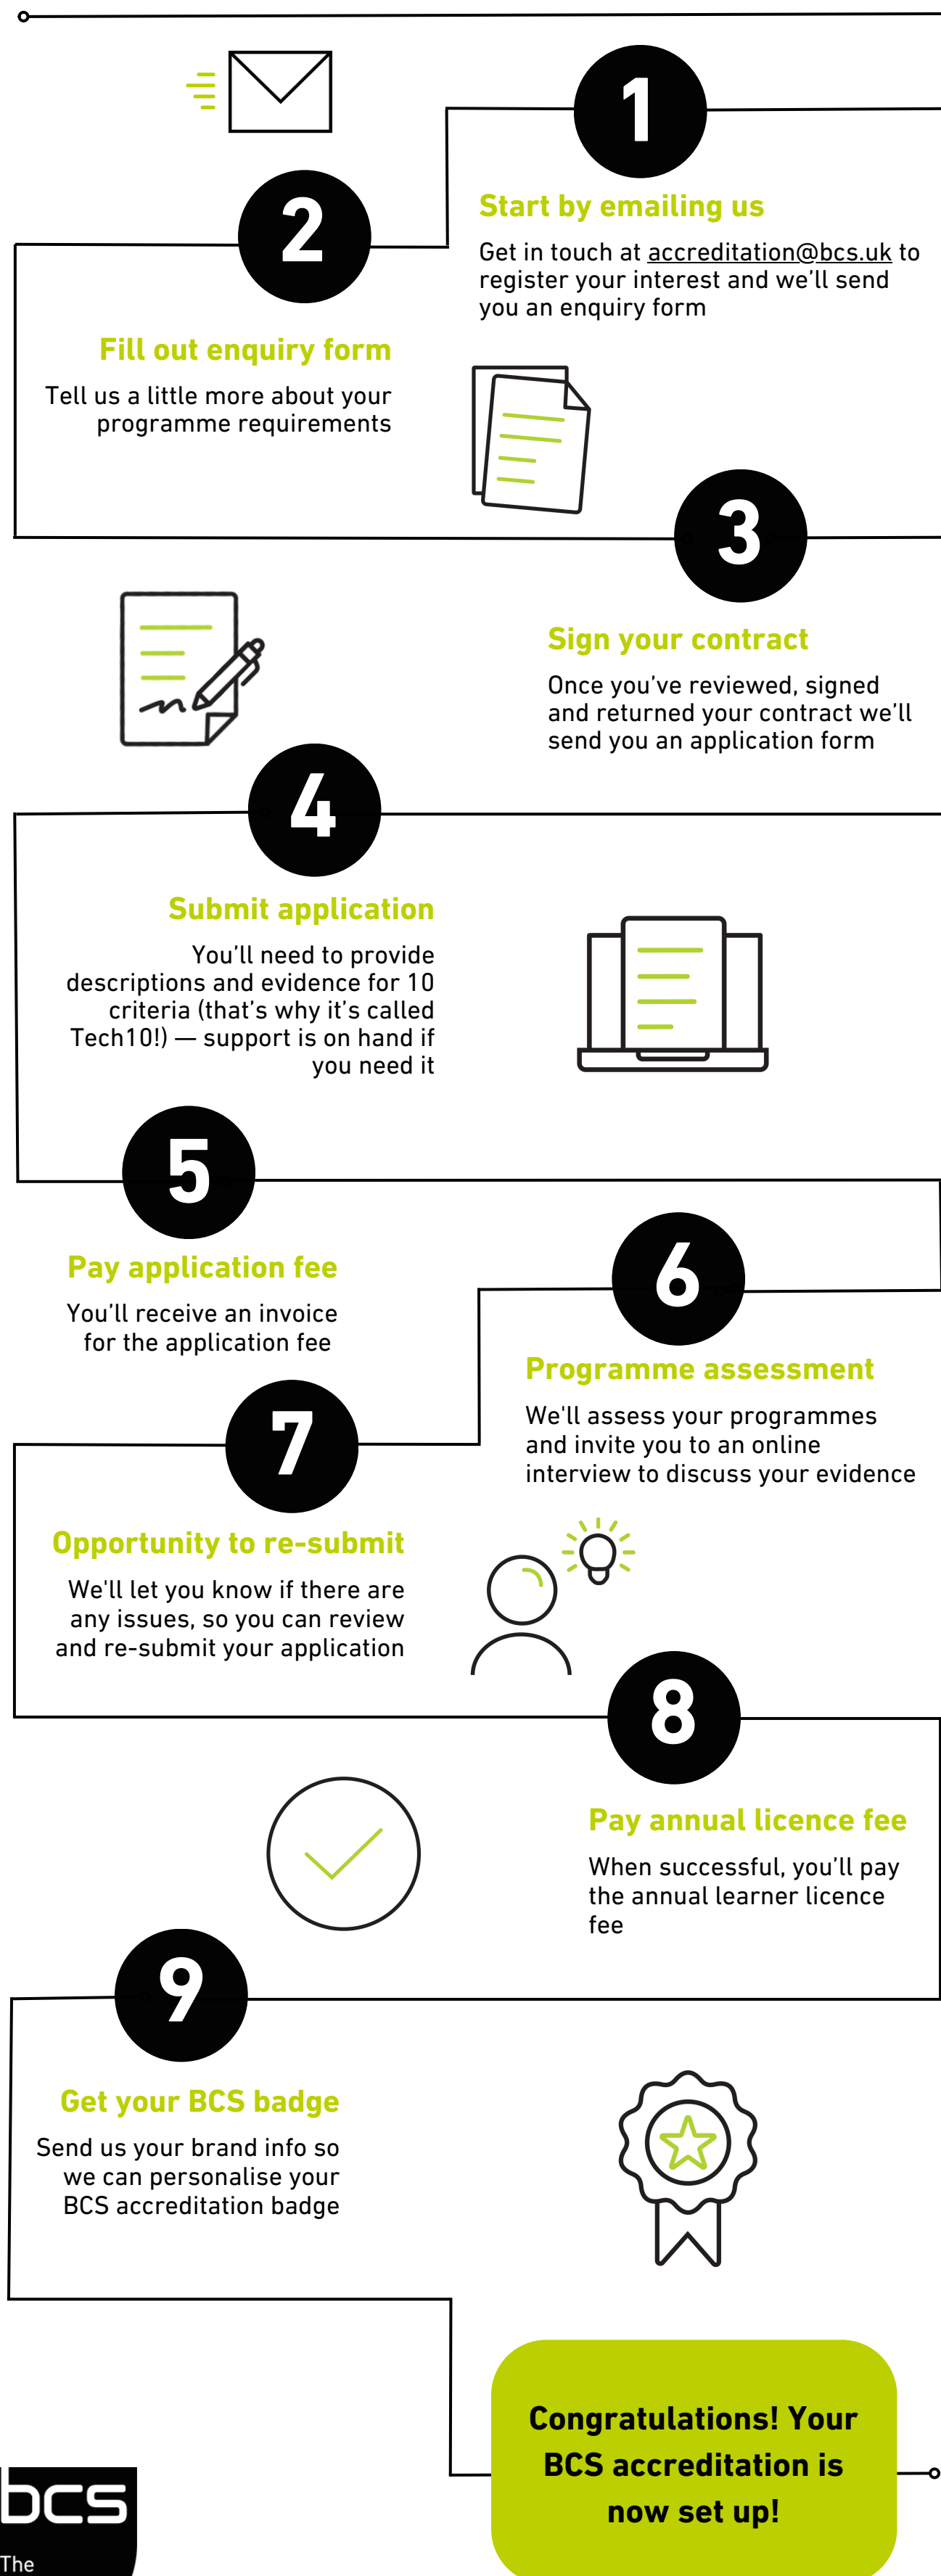 1
Start by emailing us
Get in touch at accreditation@bcs.uk to
register your interest and we'll send
you an enquiry form
2
Fill out enquiry form
Tell us a little more about your
programme requirements
3
Sign your contract
Once you've reviewed, signed
and returned your contract we'll
send you an application form
4
Submit application
You'll need to provide
descriptions and evidence for 10
criteria (that's why it's called
Tech10!) — support is on hand if
you need it
5
Pay application fee
You'll receive an invoice
for the application fee
6
Programme assessment
We'll assess your programmes
and invite you to an online
interview to discuss your evidence
7
Opportunity to re-submit
We'll let you know if there are
any issues, so you can review
and re-submit your application
8
Pay annual licence fee
When successful, you'll pay
the annual learner licence
fee
9
Get your BCS badge
Send us your brand info so
we can personalise your
BCS accreditation badge
Congratulations! Your
BCS accreditation is
now set up!
bcs
The